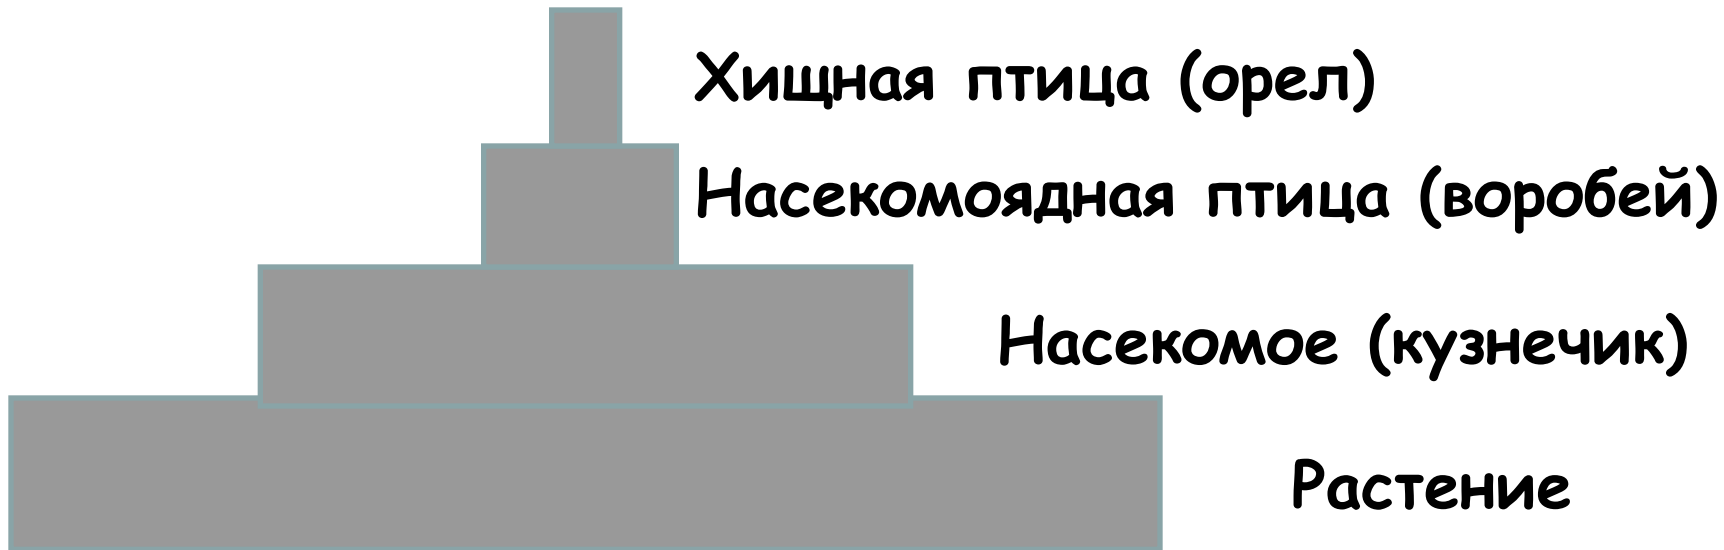 Хищная птица (орел)
Насекомоядная птица (воробей)
Насекомое (кузнечик)
Растение